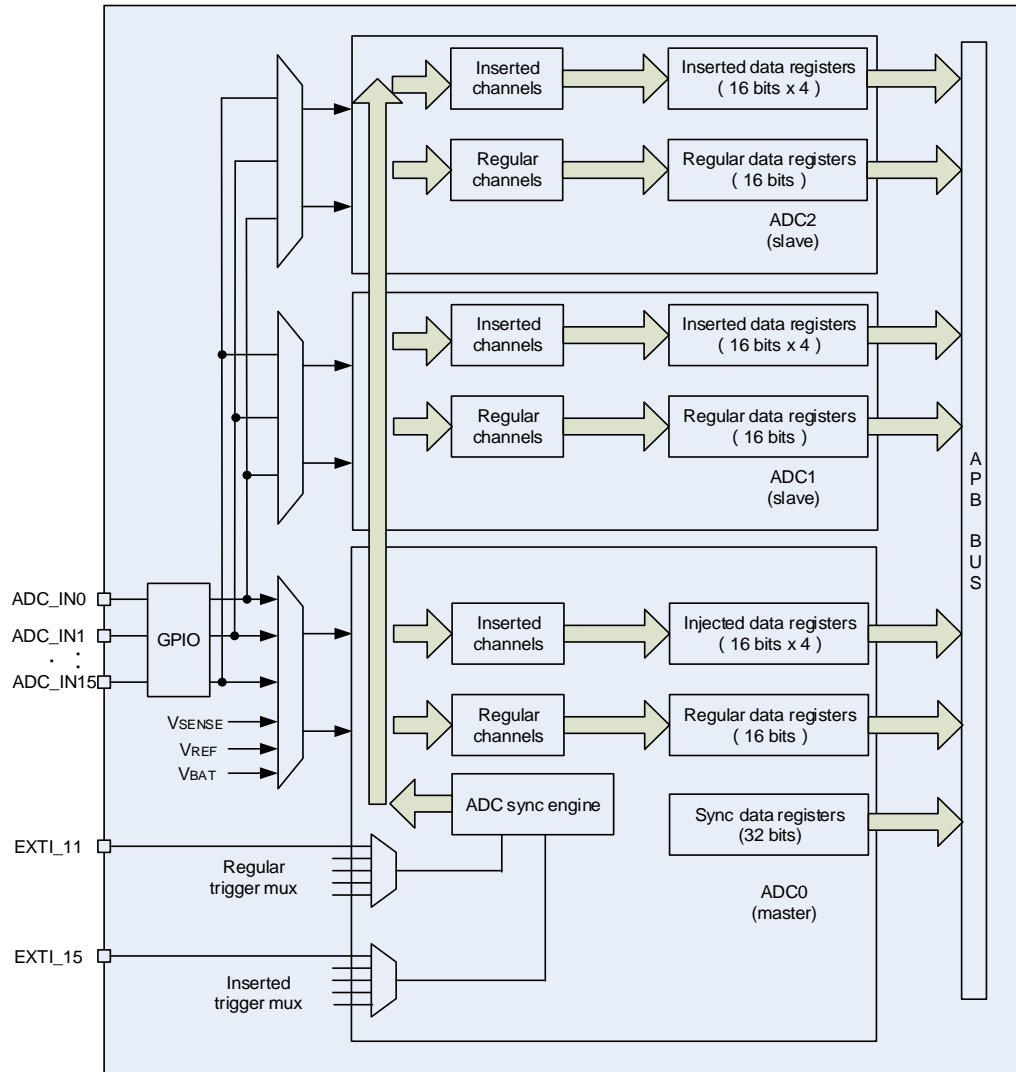 Inserted
channels
Inserted data registers
( 16 bits x 4 )
Regular
channels
Regular data registers
( 16 bits )
ADC2
(slave)
Inserted
channels
Inserted data registers
( 16 bits x 4 )
Regular
channels
Regular data registers
( 16 bits )
ADC1
(slave)
APB BUS
ADC_IN0
ADC_IN1
ADC_IN15
GPIO
VSENSE
VREF
VBAT
Inserted
channels
Injected data registers
( 16 bits x 4 )
Regular
channels
Regular data registers
( 16 bits )
ADC sync engine
Sync data registers
(32 bits)
ADC0
(master)
EXTI_11
Regular
trigger mux
EXTI_15
Inserted
trigger mux